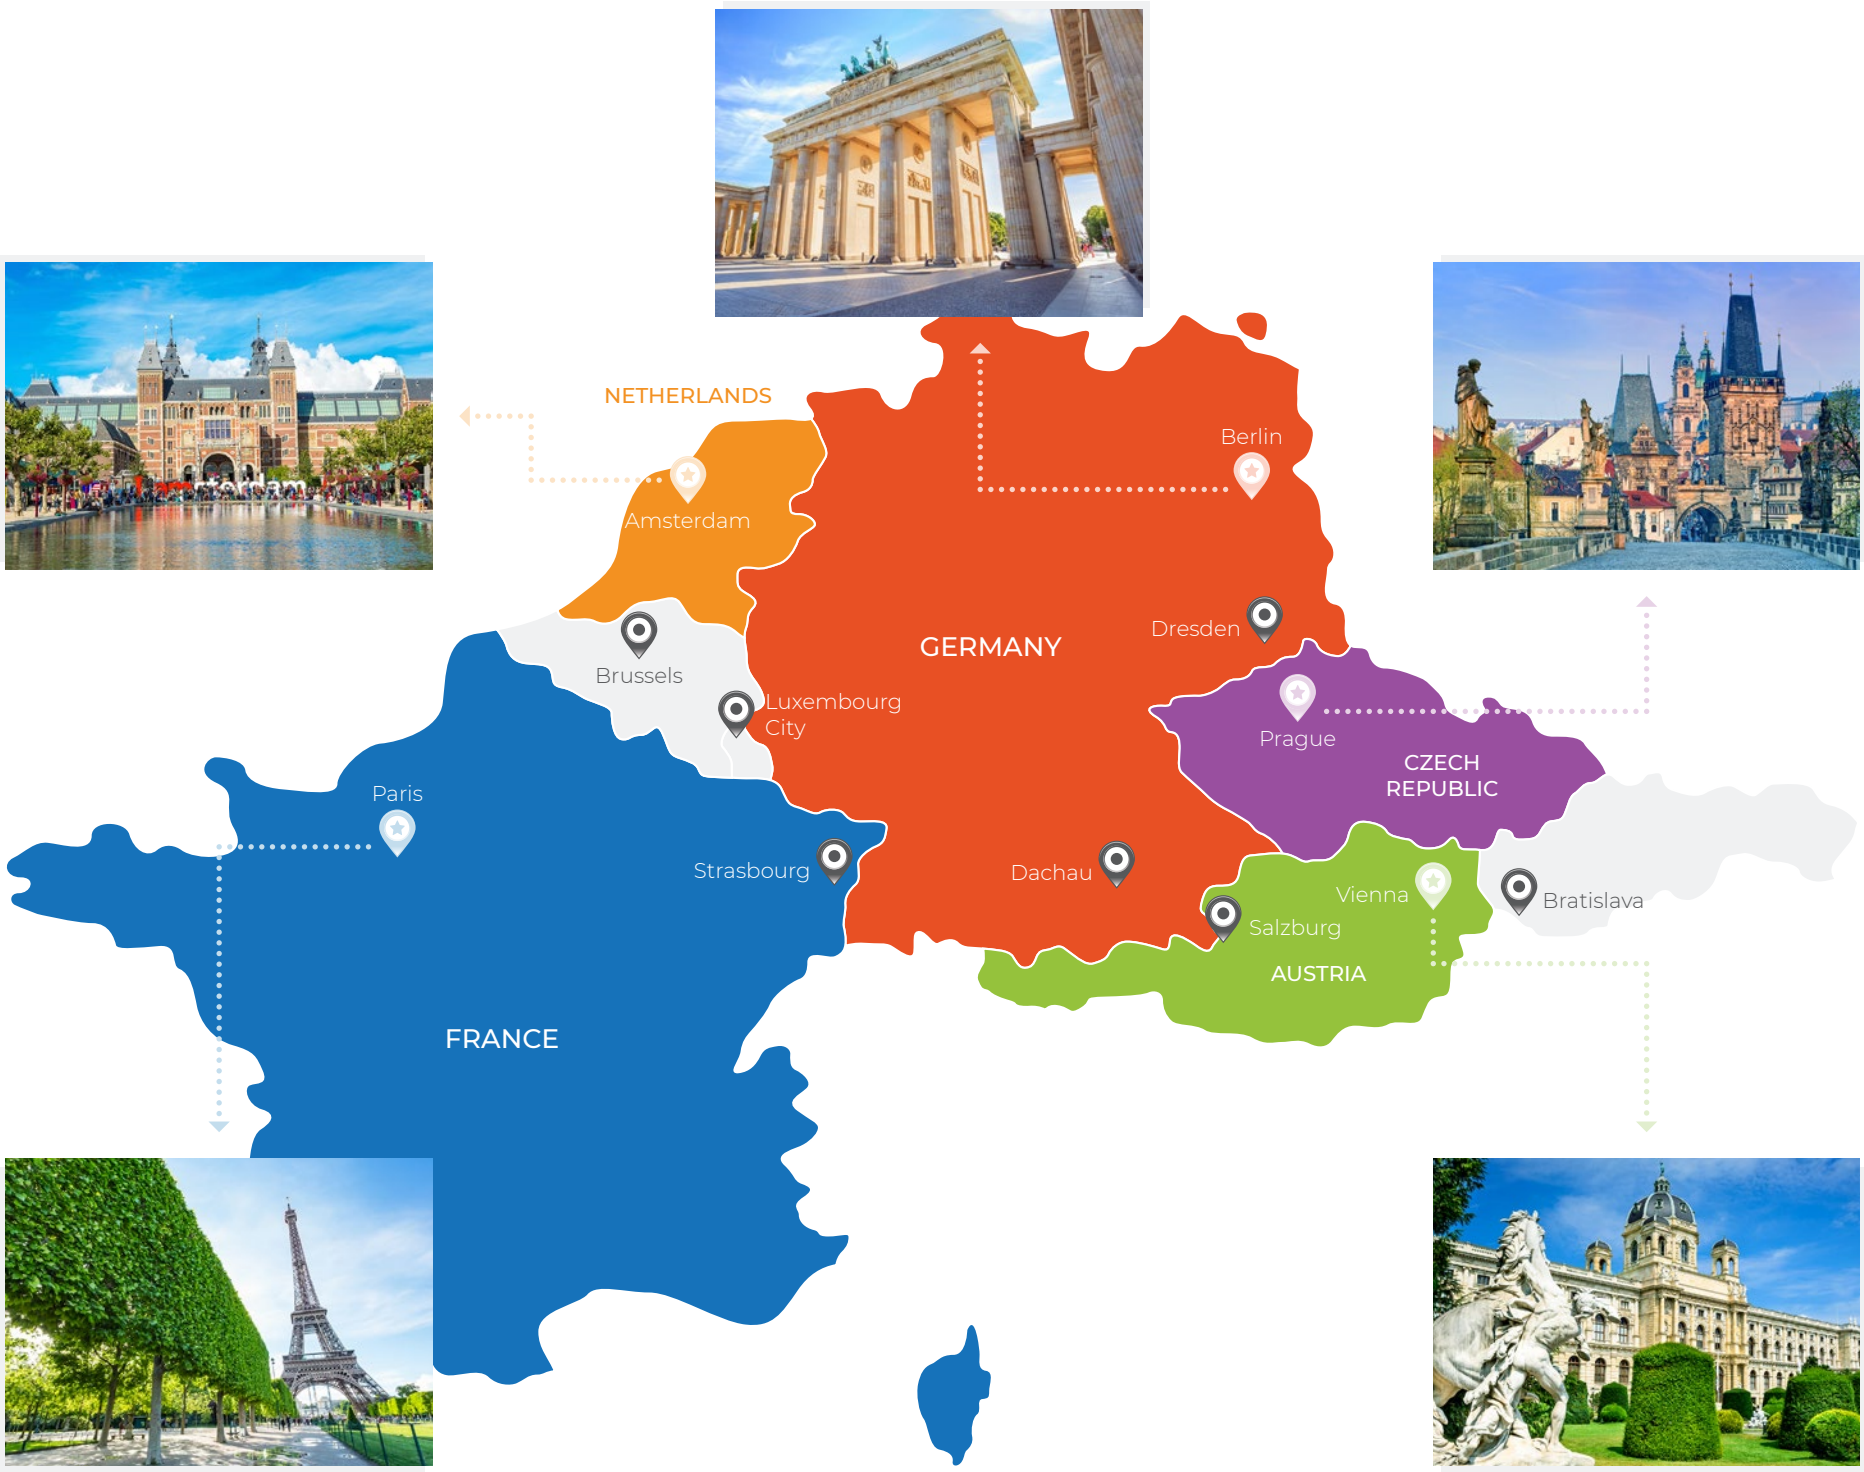 NETHERLANDS
Amsterdam
Berlin
Dresden
GERMANY
Brussels
Luxembourg
City
Prague
CZECH
REPUBLIC
Paris
Strasbourg
Dachau
Vienna
Bratislava
Salzburg
AUSTRIA
FRANCE